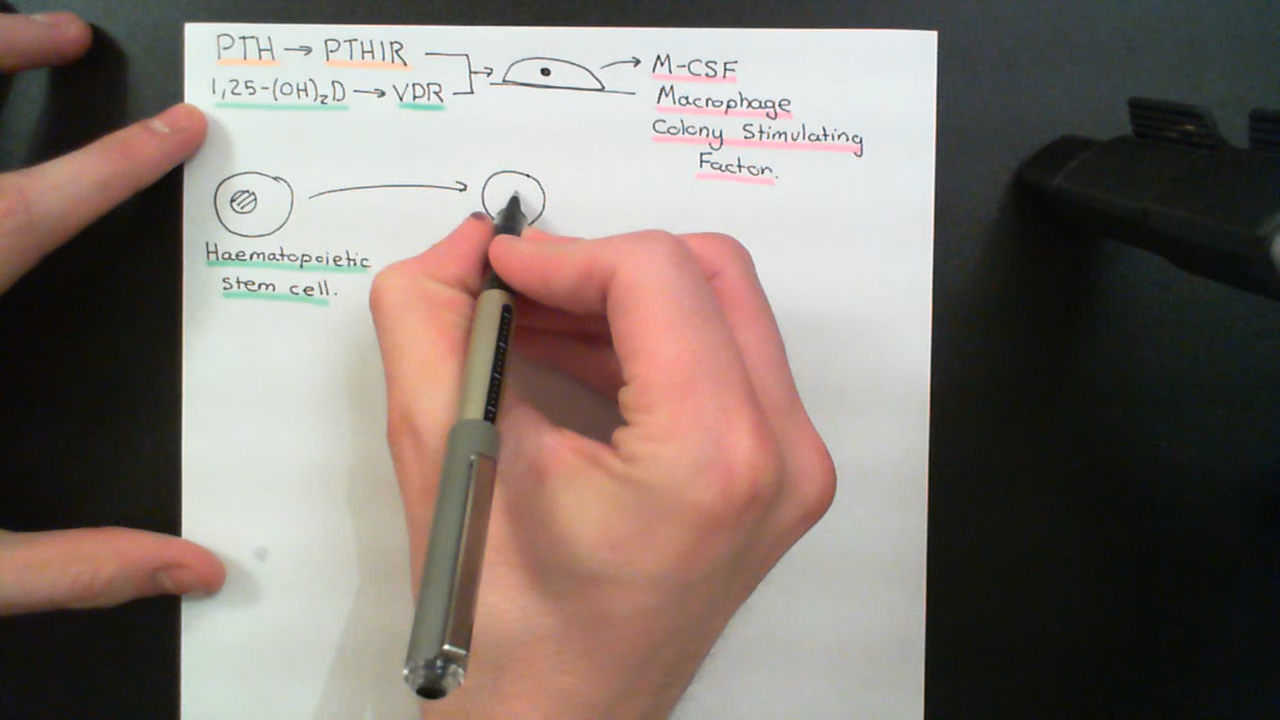 PTH → PTH1R
1,25-(OH)₂D → VDR
M-CSF
Macrophage
Colony Stimulating
Factor.
Haematopoietic
stem cell.